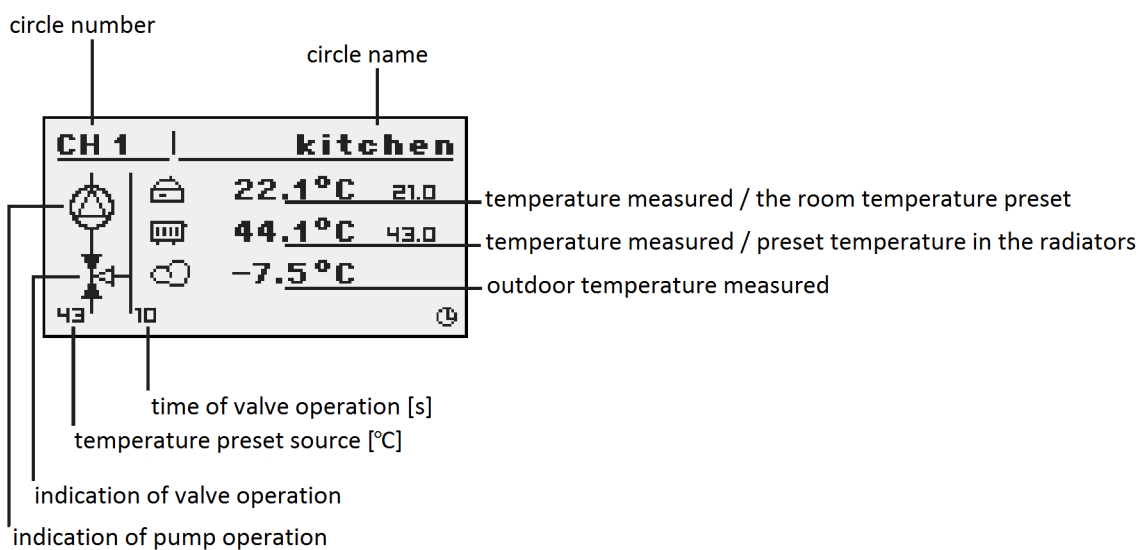 circle number
circle name
CH 1 kitchen
22.1°C 21.0
temperature measured / the room temperature preset
44.1°C 43.0
temperature measured / preset temperature in the radiators
-7.5°C
outdoor temperature measured
43 10
time of valve operation [s]
temperature preset source [°C]
indication of valve operation
indication of pump operation